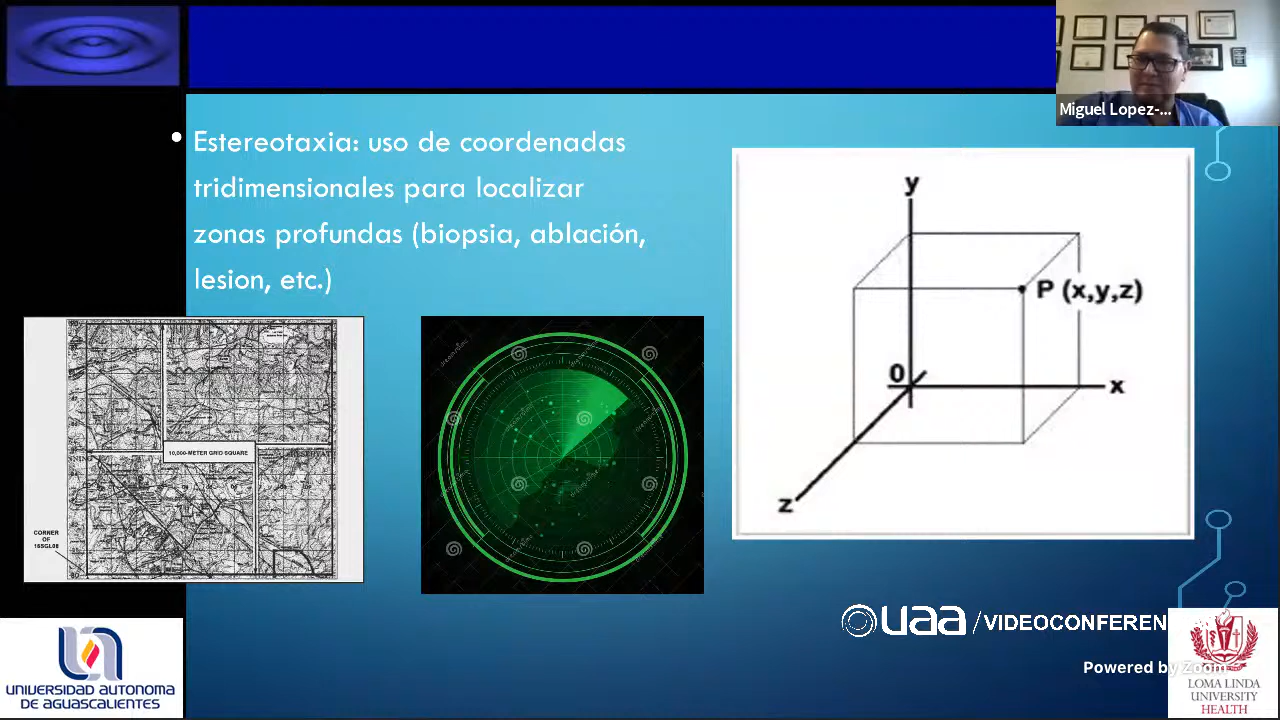 Miguel Lopez-...
• Estereotaxia: uso de coordenadas
tridimensionales para localizar
zonas profundas (biopsia, ablación,
lesion, etc.)
y
P (x,y,z)
0
x
z
10,000-METER GRID SQUARE
CORNER
OF
16SGL08
uaa /VIDEOCONFEREN
Powered by Zoom
UNIVERSIDAD AUTONOMA
DE AGUASCALIENTES
LOMA LINDA
UNIVERSITY
HEALTH